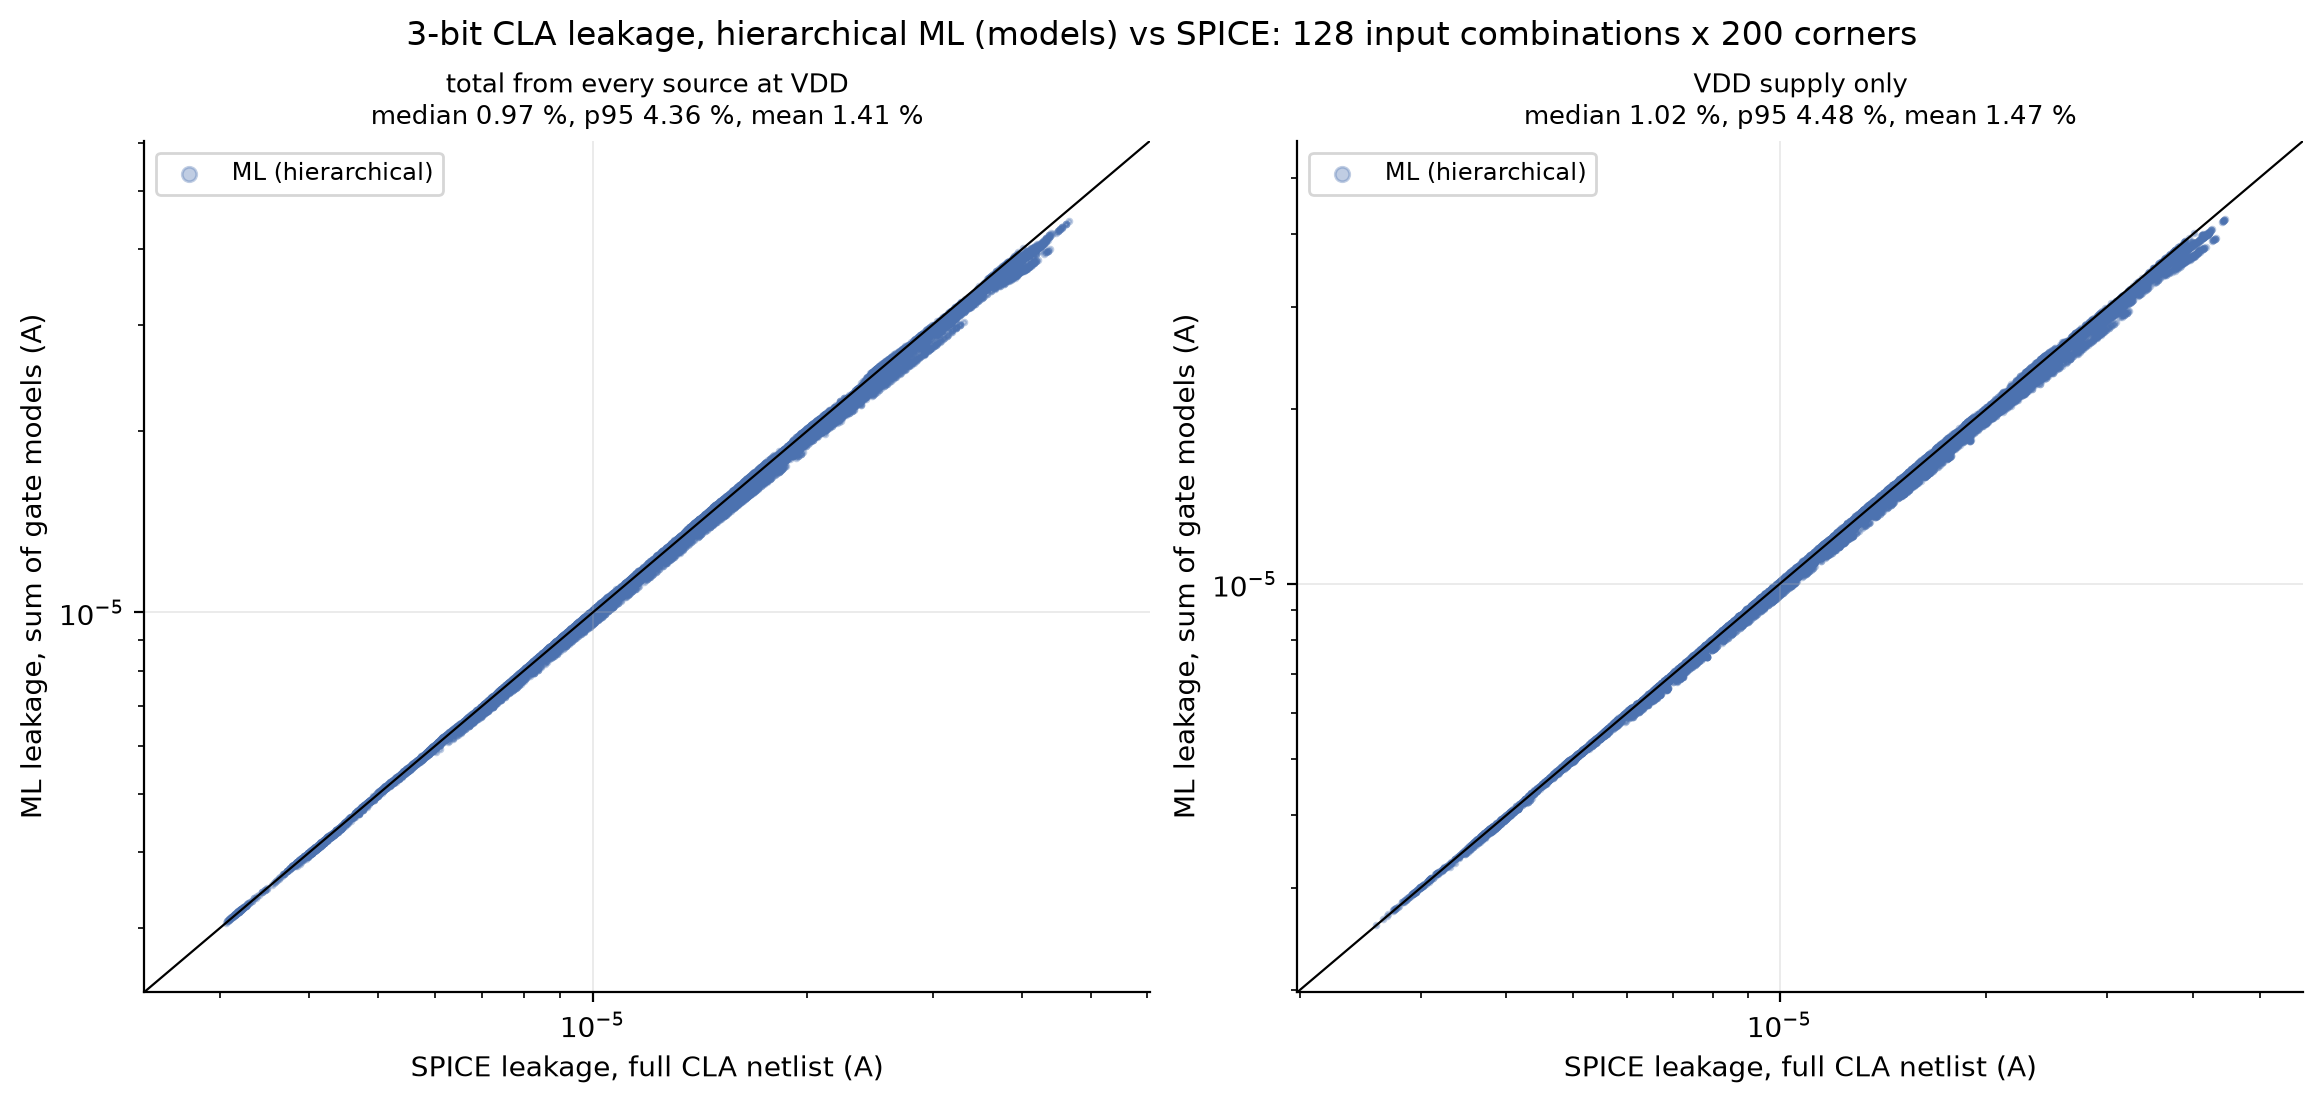 3-bit CLA leakage, hierarchical ML (models) vs SPICE: 128 input combinations x 200 corners
total from every source at VDD
median 0.97 %, p95 4.36 %, mean 1.41 %
ML (hierarchical)
ML leakage, sum of gate models (A)
10⁻⁵
10⁻⁵
SPICE leakage, full CLA netlist (A)
VDD supply only
median 1.02 %, p95 4.48 %, mean 1.47 %
ML (hierarchical)
ML leakage, sum of gate models (A)
10⁻⁵
10⁻⁵
SPICE leakage, full CLA netlist (A)